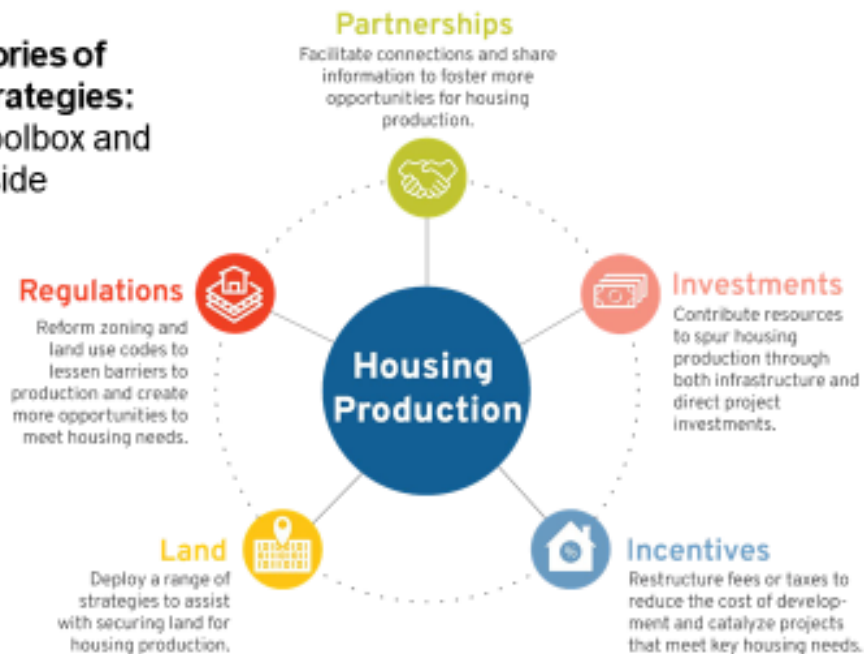 ories of
rategies:
oolbox and
side
Partnerships
Facilitate connections and share
information to foster more
opportunities for housing
production.
Regulations
Reform zoning and
land use codes to
lessen barriers to
production and create
more opportunities to
meet housing needs.
Investments
Contribute resources
to spur housing
production through
both infrastructure and
direct project
investments.
Housing
Production
Land
Deploy a range of
strategies to assist
with securing land for
housing production.
Incentives
Restructure fees or taxes to
reduce the cost of develop-
ment and catalyze projects
that meet key housing needs.
%